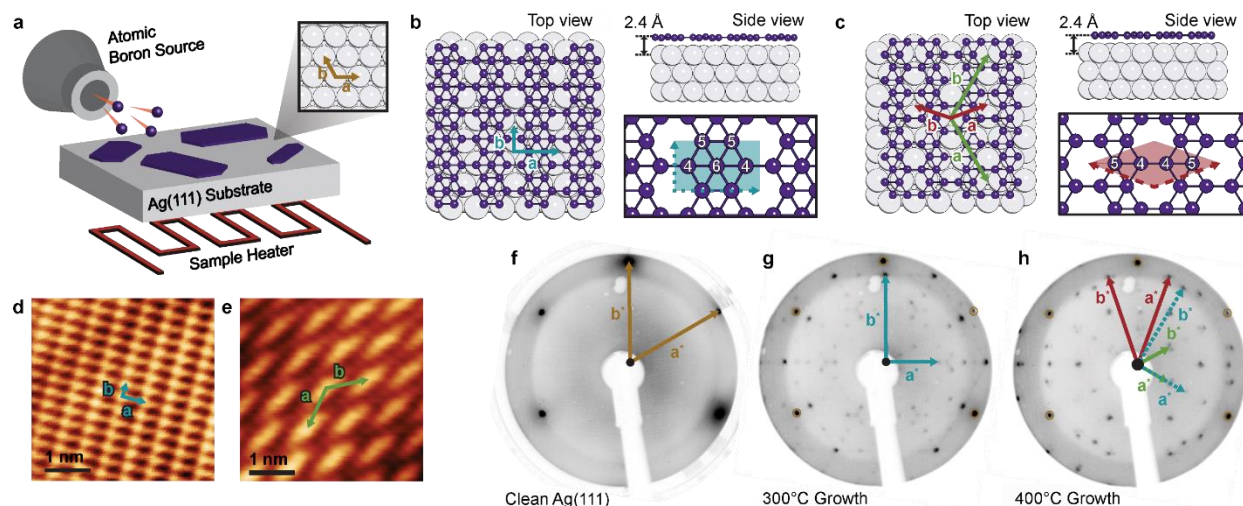 a
Atomic
Boron Source
b
a
Ag(111) Substrate
Sample Heater
b
Top view
2.4 Å
Side view
b
a
5 5
4 6 4
c
Top view
2.4 Å
Side view
b
b
a
a
5 4 4 5
d
b
a
1 nm
e
b
a
1 nm
f
b*
a*
Clean Ag(111)
g
b*
a*
300°C Growth
h
b*
a*
b*
b*
a*
a*
400°C Growth